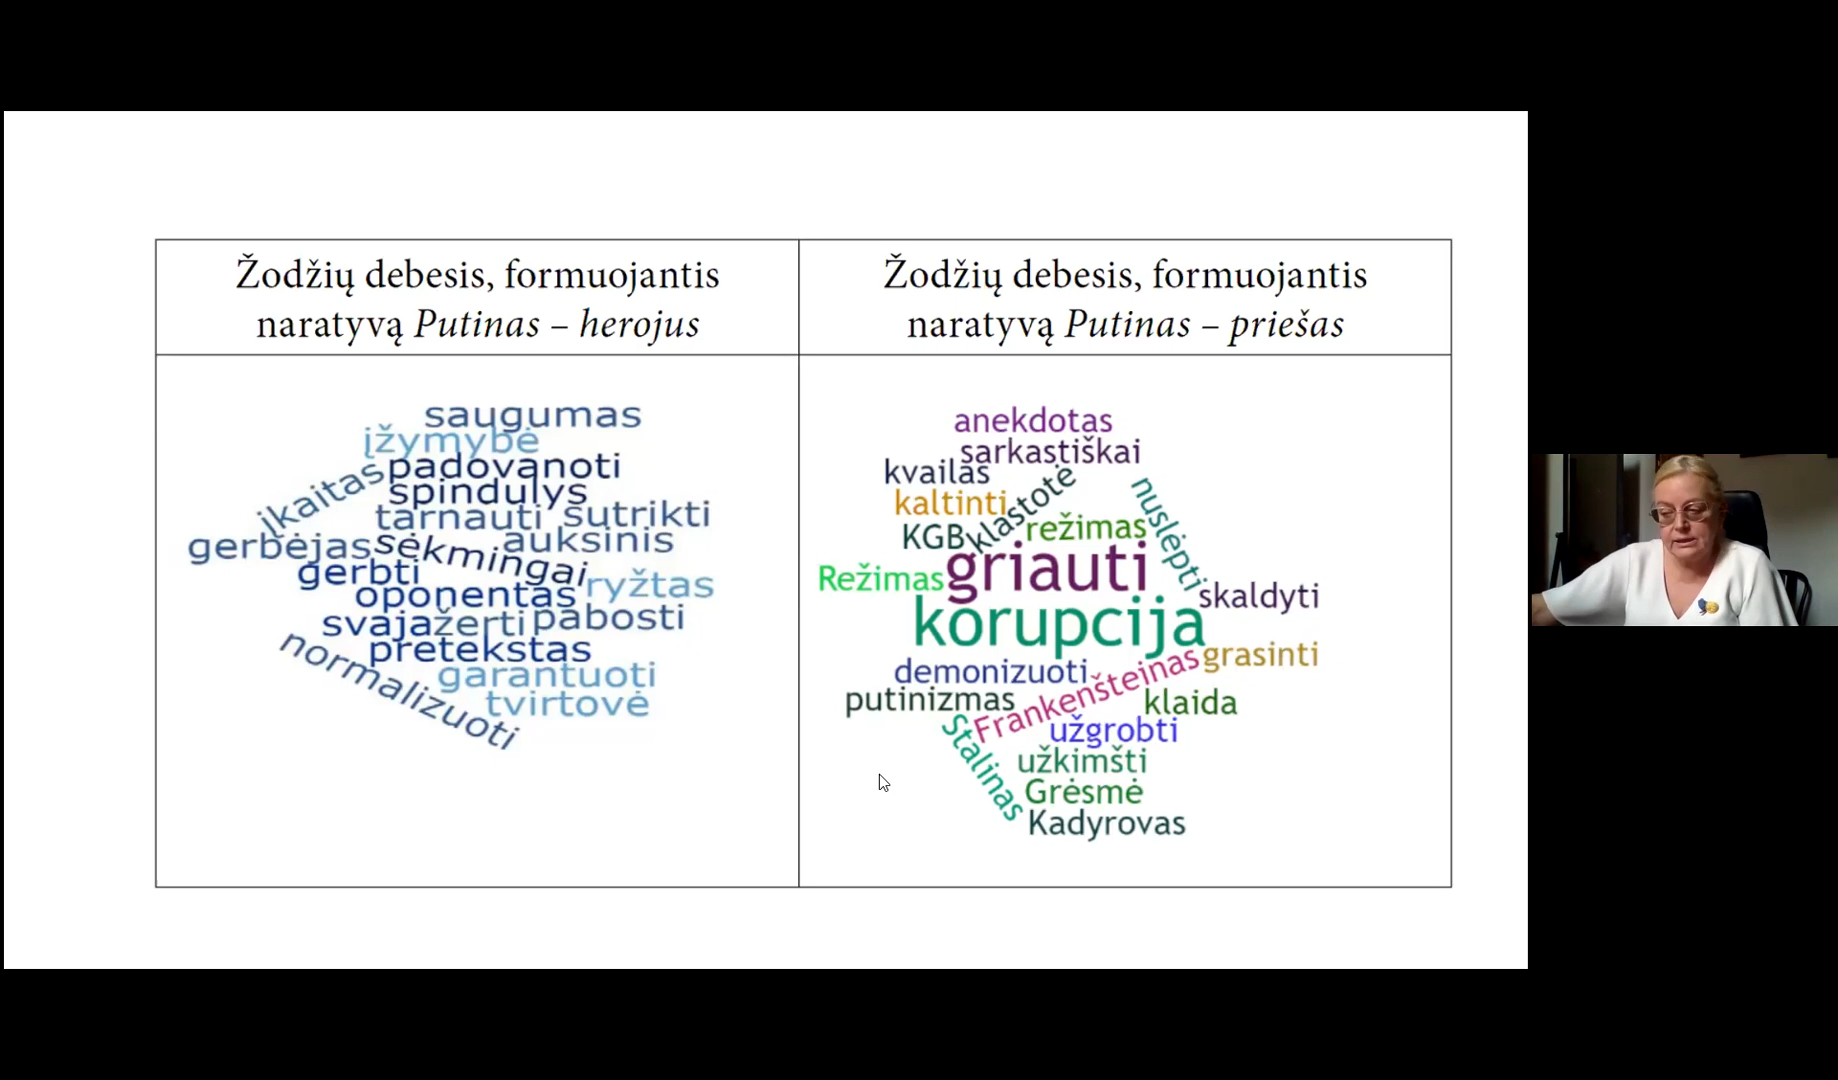 Žodžių debesis, formuojantis
naratyvą Putinas – herojus
Žodžių debesis, formuojantis
naratyvą Putinas – priešas
saugumas
įžymybė
įkaitas
padovanoti
spindulys
tarnauti
sutrikti
gerbėjas
sėkmingai
auksinis
gerbti
oponentas
ryžtas
svaja
žerti
pabosti
pretekstas
normalizuoti
garantuoti
tvirtovė
anekdotas
sarkastiškai
kvailas
klastotė
nuslėpti
kaltinti
KGB
režimas
Režimas
griauti
skaldyti
korupcija
demonizuoti
Frankenšteinas
grasinti
putinizmas
klaida
Stalinas
užgrobti
užkimšti
Grėsmė
Kadyrovas